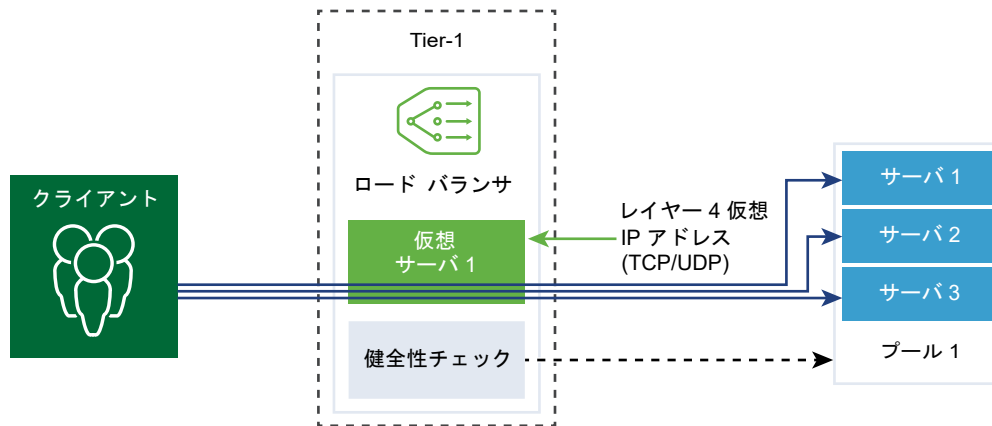 Tier-1
ロード バランサ
クライアント
仮想
サーバ 1
レイヤー 4 仮想
IP アドレス
(TCP/UDP)
健全性チェック
サーバ 1
サーバ 2
サーバ 3
プール 1